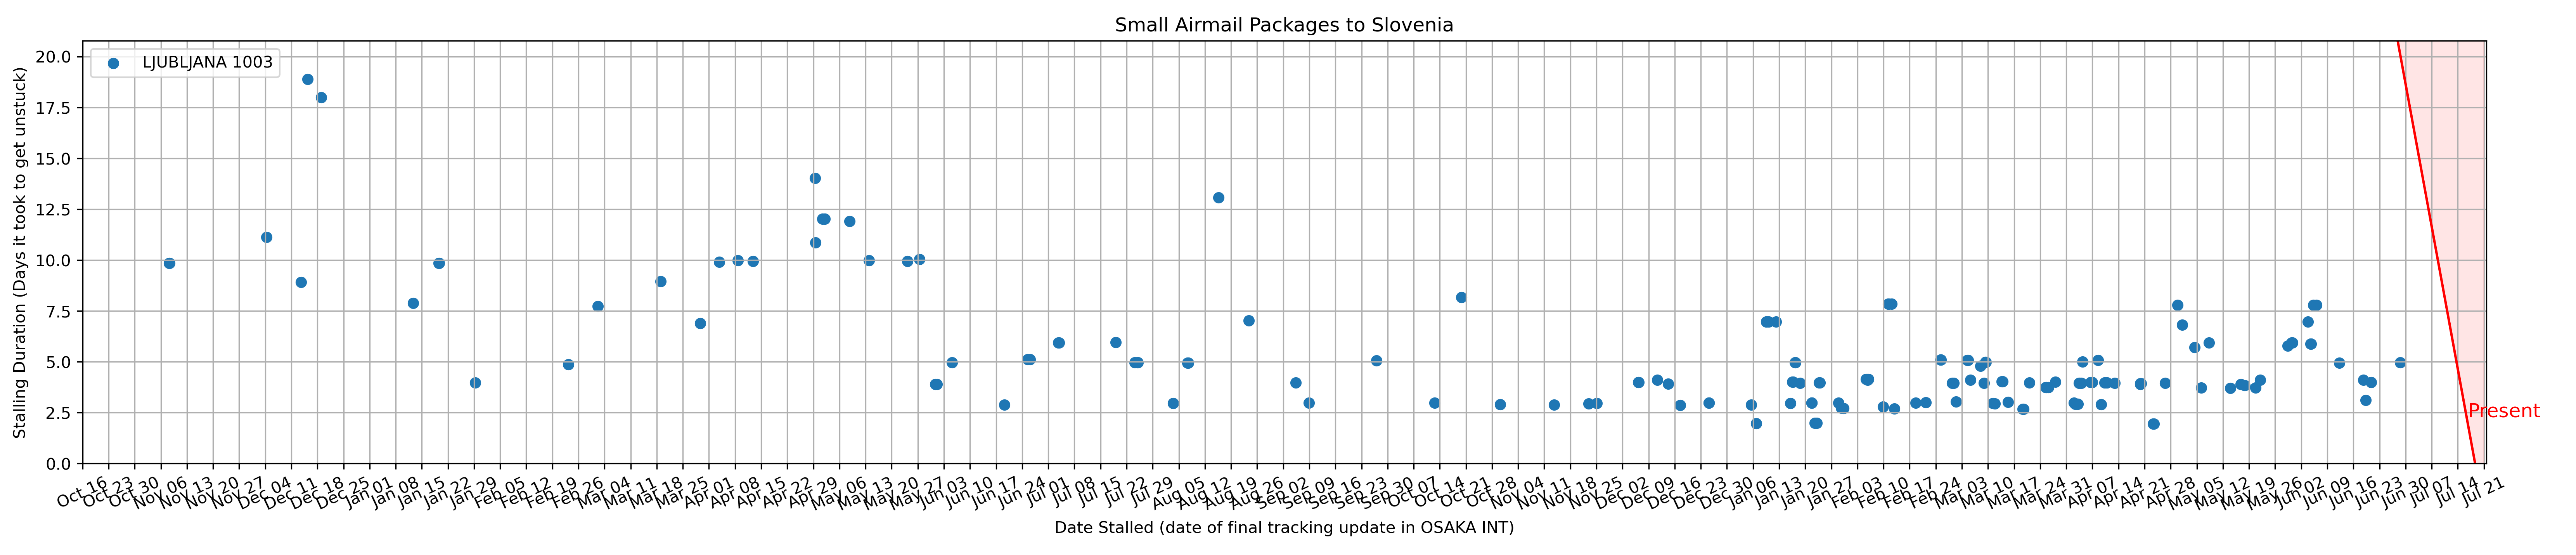 Small Airmail Packages to Slovenia
LJUBLJANA 1003
Stalling Duration (Days it took to get unstuck)
20.0
17.5
15.0
12.5
10.0
7.5
5.0
2.5
0.0
Present
Oct 16 Oct 23 Oct 30 Nov 06 Nov 13 Nov 20 Nov 27 Dec 04 Dec 11 Dec 18 Dec 25 Jan 01 Jan 08 Jan 15 Jan 22 Jan 29 Feb 05 Feb 12 Feb 19 Feb 26 Mar 04 Mar 11 Mar 18 Mar 25 Apr 01 Apr 08 Apr 15 Apr 22 Apr 29 May 06 May 13 May 20 May 27 Jun 03 Jun 10 Jun 17 Jun 24 Jul 01 Jul 08 Jul 15 Jul 22 Jul 29 Aug 05 Aug 12 Aug 19 Aug 26 Sep 02 Sep 09 Sep 16 Sep 23 Sep 30 Oct 07 Oct 14 Oct 21 Oct 28 Nov 04 Nov 11 Nov 18 Nov 25 Dec 02 Dec 09 Dec 16 Dec 23 Dec 30 Jan 06 Jan 13 Jan 20 Jan 27 Feb 03 Feb 10 Feb 17 Feb 24 Mar 03 Mar 10 Mar 17 Mar 24 Mar 31 Apr 07 Apr 14 Apr 21 Apr 28 May 05 May 12 May 19 May 26 Jun 02 Jun 09 Jun 16 Jun 23 Jun 30 Jul 07 Jul 14 Jul 21
Date Stalled (date of final tracking update in OSAKA INT)